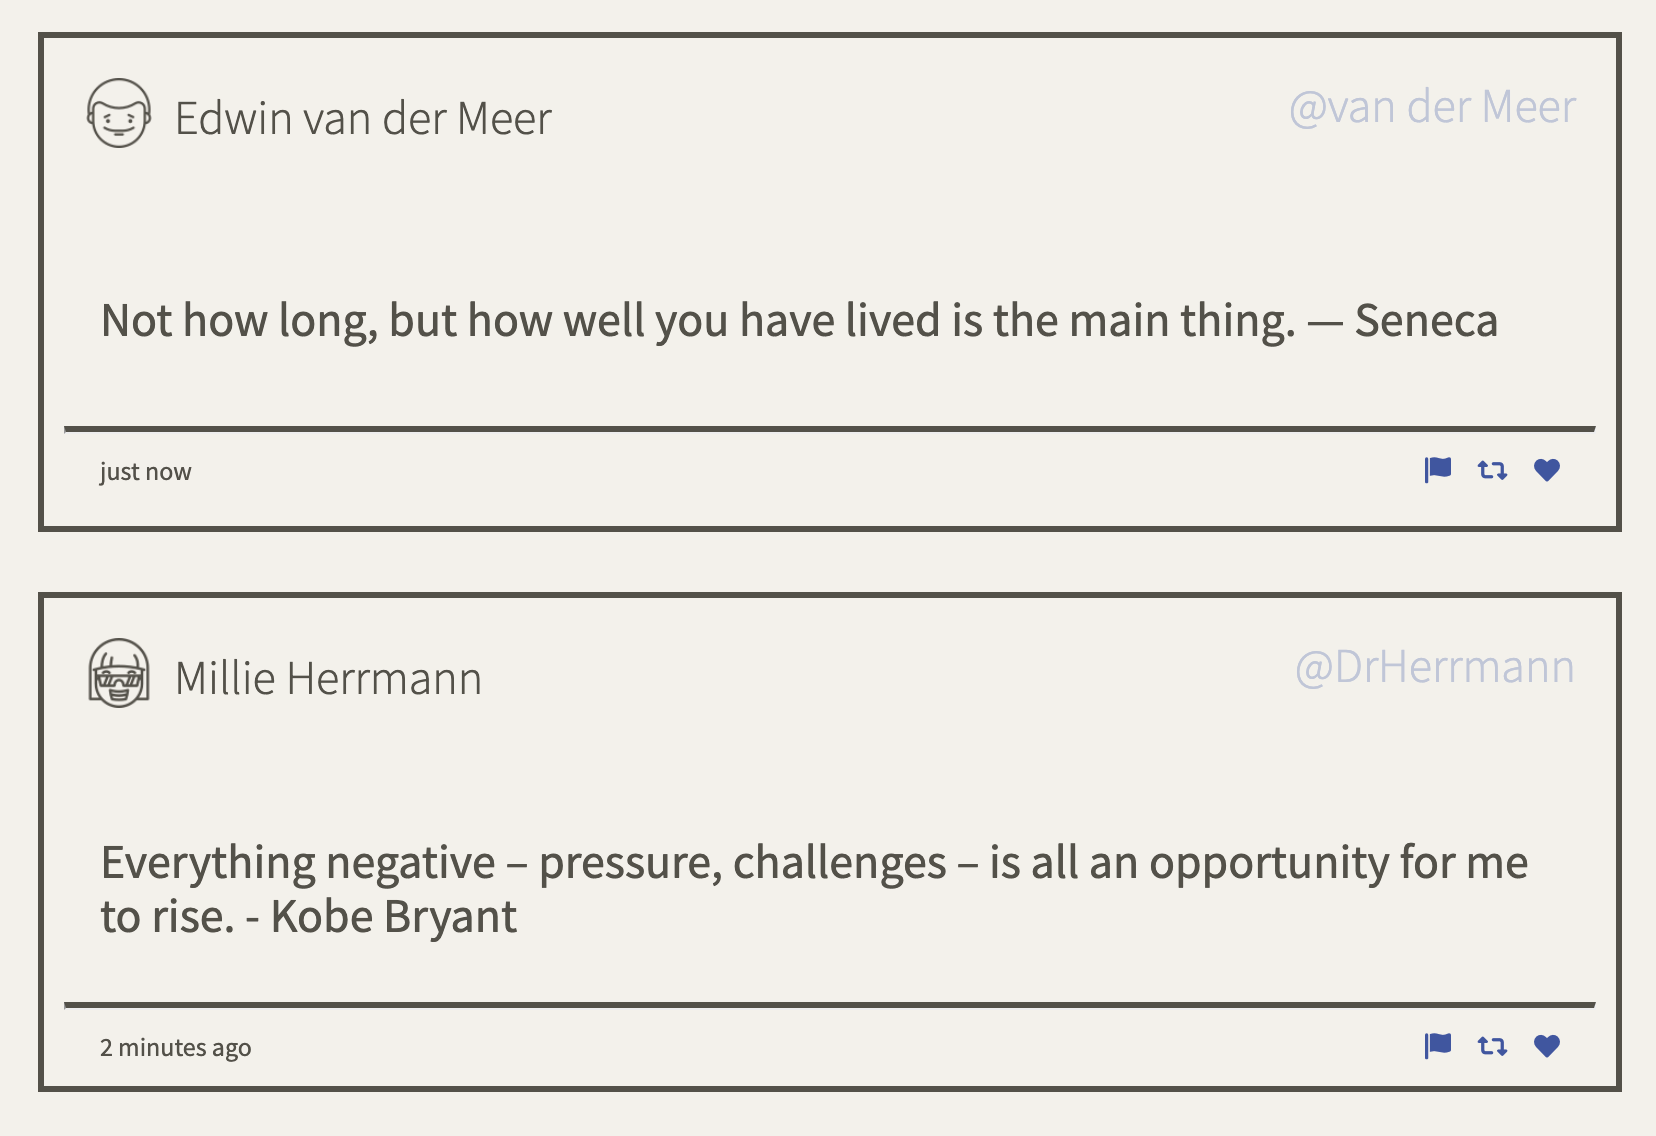 Edwin van der Meer
@van der Meer
Not how long, but how well you have lived is the main thing. — Seneca
just now
Millie Herrmann
@DrHerrmann
Everything negative – pressure, challenges – is all an opportunity for me
to rise. - Kobe Bryant
2 minutes ago